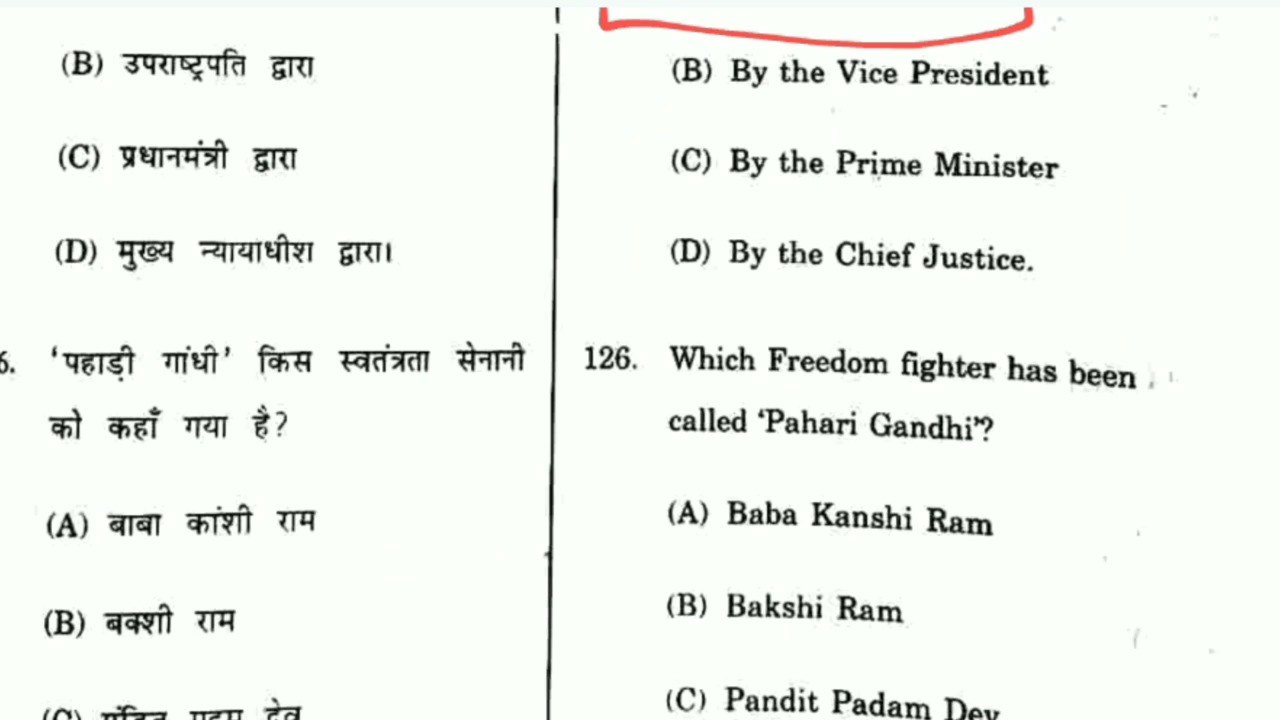 (B) उपराष्ट्रपति द्वारा
(C) प्रधानमंत्री द्वारा
(D) मुख्य न्यायाधीश द्वारा।
6. 'पहाड़ी गांधी' किस स्वतंत्रता सेनानी
को कहाँ गया है?
(A) बाबा कांशी राम
(B) बक्शी राम
(C) पंडित पदम देव
(B) By the Vice President
(C) By the Prime Minister
(D) By the Chief Justice.
126. Which Freedom fighter has been
called 'Pahari Gandhi'?
(A) Baba Kanshi Ram
(B) Bakshi Ram
(C) Pandit Padam Dev